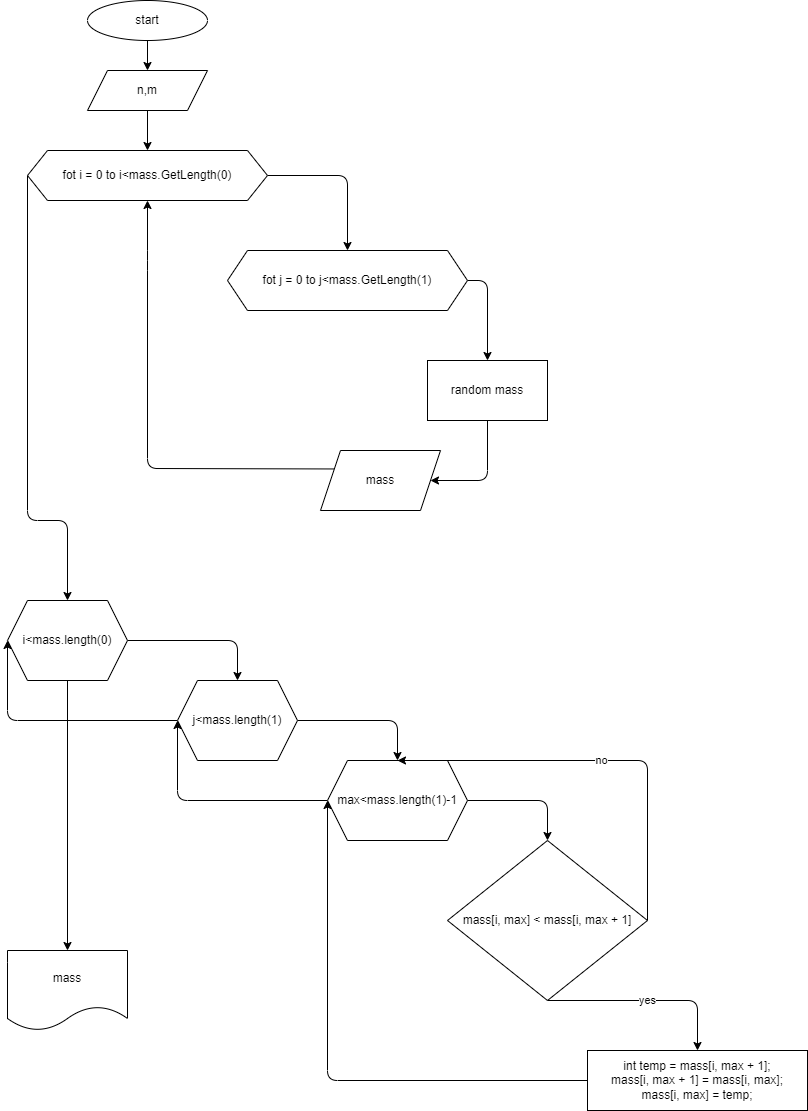 start
n,m
fot i = 0 to i<mass.GetLength(0)
fot j = 0 to j<mass.GetLength(1)
random mass
mass
i<mass.length(0)
j<mass.length(1)
no
max<mass.length(1)-1
mass[i, max] < mass[i, max + 1]
mass
yes
int temp = mass[i, max + 1];
mass[i, max + 1] = mass[i, max];
mass[i, max] = temp;